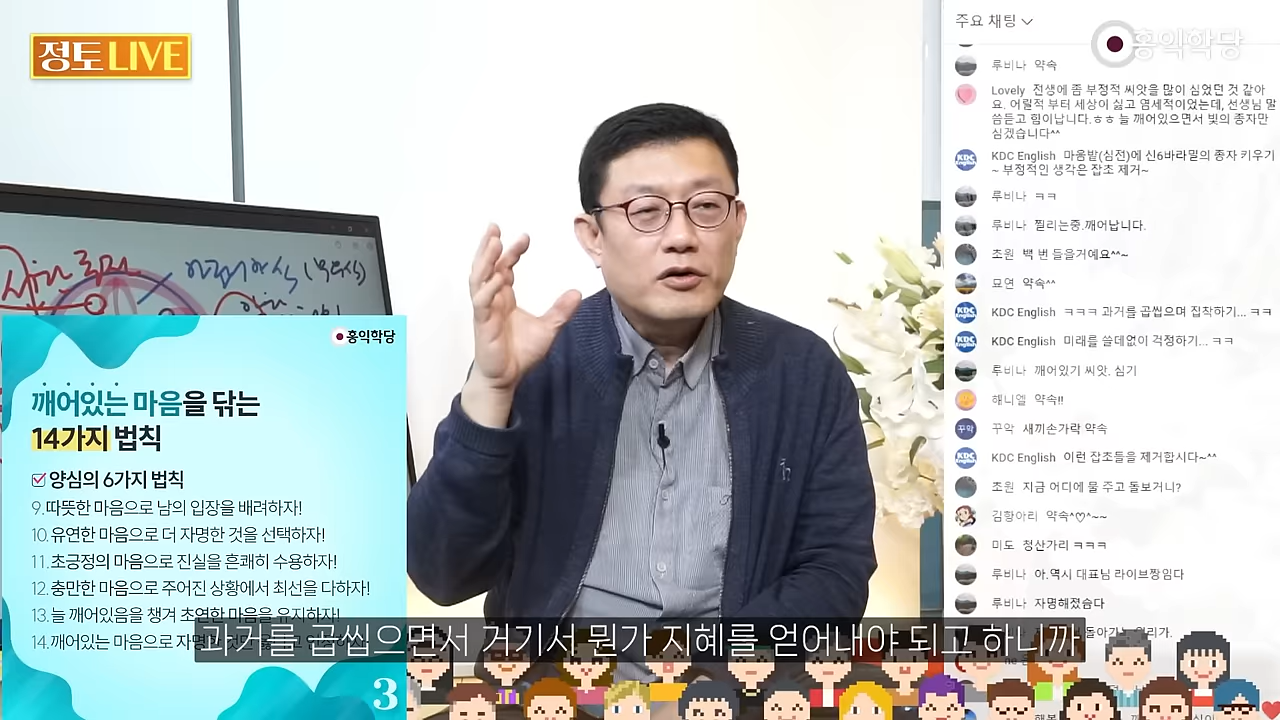 정토 LIVE
주요 채팅
홍익학당
루비나 약속
Lovely 전생에 좀 부정적 씨앗을 많이 심었던 것 같아
요. 어릴적 부터 세상이 싫고 염세적이었는데, 선생님 말
씀듣고 힘이납니다.ㅎㅎ 늘 깨어있으면서 빛의 종자만
심겠습니다^^
KDC English 마음밭(심전)에 신6바라밀의 종자 키우기
~ 부정적인 생각은 잡초 제거~
루비나 ㅋㅋ
루비나 찔리는중.깨어납니다.
초원 백 번 들을거예요^^~
묘연 약속^^
KDC English ㅋㅋㅋ 과거를 곱씹으며 집착하기... ㅋㅋ
KDC English 미래를 쓸데없이 걱정하기... ㅋㅋ
루비나 깨어있기 씨앗. 심기
해니엘 약속!!
꾸악 새끼손가락 약속
KDC English 이런 잡초들을 제거합시다~^^
초원 지금 어디에 물 주고 돌보거니?
김항아리 약속^♡^~~
미도 청산가리 ㅋㅋㅋ
루비나 아.역시 대표님 라이브짱임다
루비나 자명해졌슴다
홍익학당
깨어있는 마음을 닦는
14가지 법칙
양심의 6가지 법칙
9. 따뜻한 마음으로 남의 입장을 배려하자!
10. 유연한 마음으로 더 자명한 것을 선택하자!
11. 초긍정의 마음으로 진실을 흔쾌히 수용하자!
12. 충만한 마음으로 주어진 상황에서 최선을 다하자!
13. 늘 깨어있음을 챙겨 초연한 마음을 유지하자!
14. 깨어있는 마음으로
3
과거를 곱씹으면서 거기서 뭔가 지혜를 얻어내야 되고 하니까